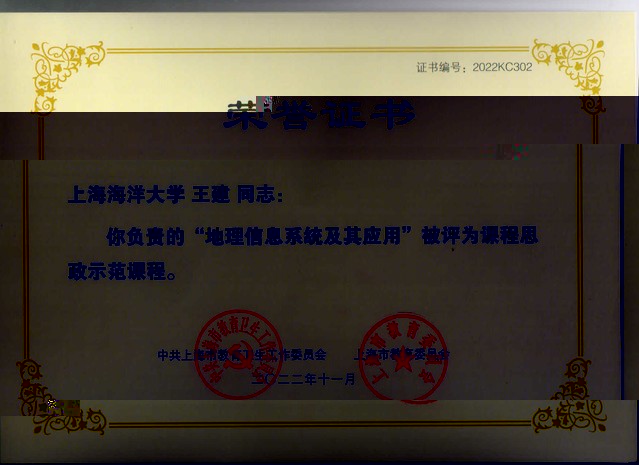 证书编号：2022KC302
荣誉证书
上海海洋大学 王建 同志：
你负责的“地理信息系统及其应用”被评为课程思
政示范课程。
中共上海市教育卫生工作委员会 上海市教育委员会
二〇二二年十一月